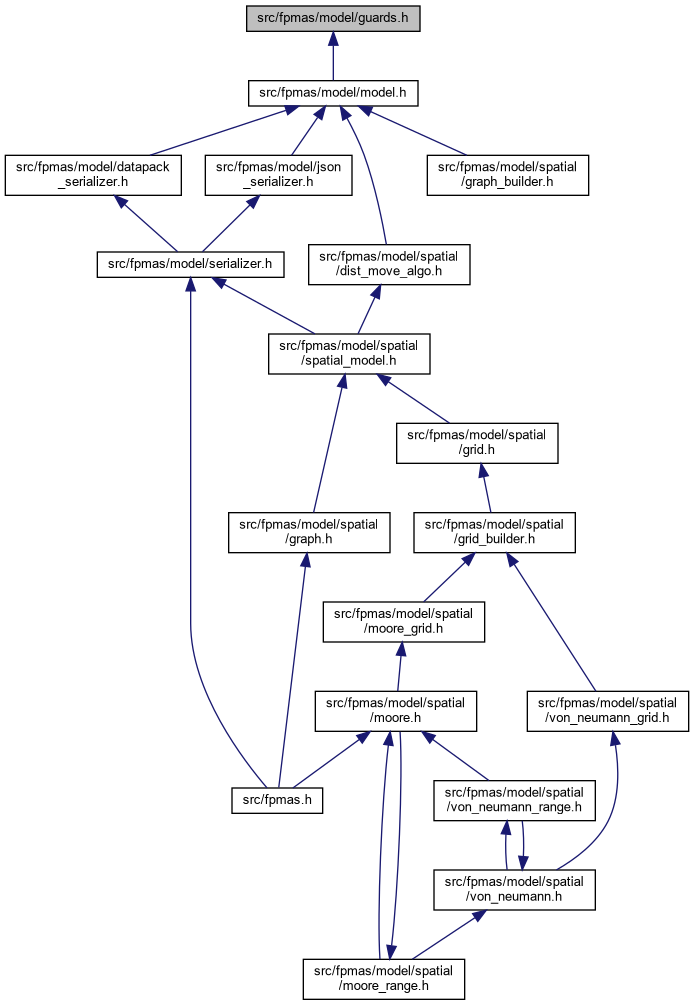 src/fpmas/model/guards.h
src/fpmas/model/model.h
src/fpmas/model/datapack
_serializer.h
src/fpmas/model/json
_serializer.h
src/fpmas/model/spatial
/graph_builder.h
src/fpmas/model/serializer.h
src/fpmas/model/spatial
/dist_move_algo.h
src/fpmas/model/spatial
/spatial_model.h
src/fpmas/model/spatial
/grid.h
src/fpmas/model/spatial
/graph.h
src/fpmas/model/spatial
/grid_builder.h
src/fpmas/model/spatial
/moore_grid.h
src/fpmas/model/spatial
/moore.h
src/fpmas/model/spatial
/von_neumann_grid.h
src/fpmas.h
src/fpmas/model/spatial
/von_neumann_range.h
src/fpmas/model/spatial
/von_neumann.h
src/fpmas/model/spatial
/moore_range.h